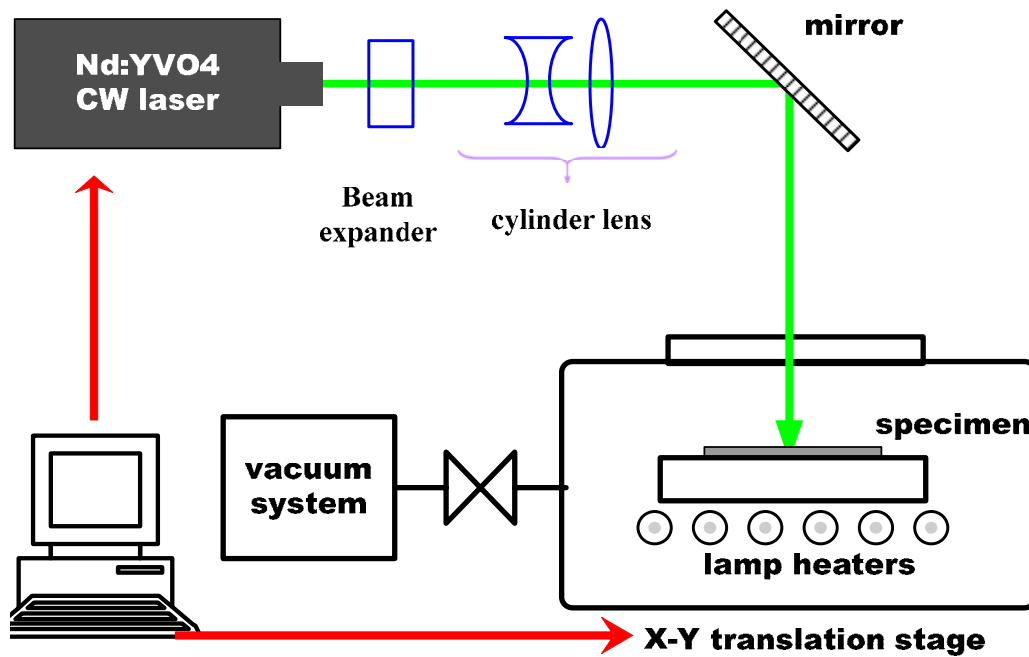 mirror
Nd:YVO4
CW laser
Beam
expander
cylinder lens
specimen
vacuum
system
lamp heaters
X-Y translation stage